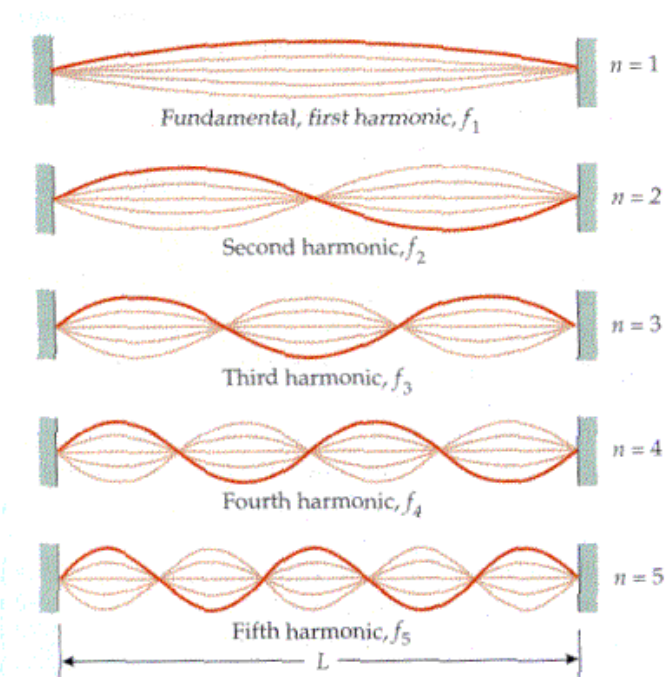 n = 1
Fundamental, first harmonic, f₁
n = 2
Second harmonic, f₂
n = 3
Third harmonic, f₃
n = 4
Fourth harmonic, f₄
n = 5
Fifth harmonic, f₅
L